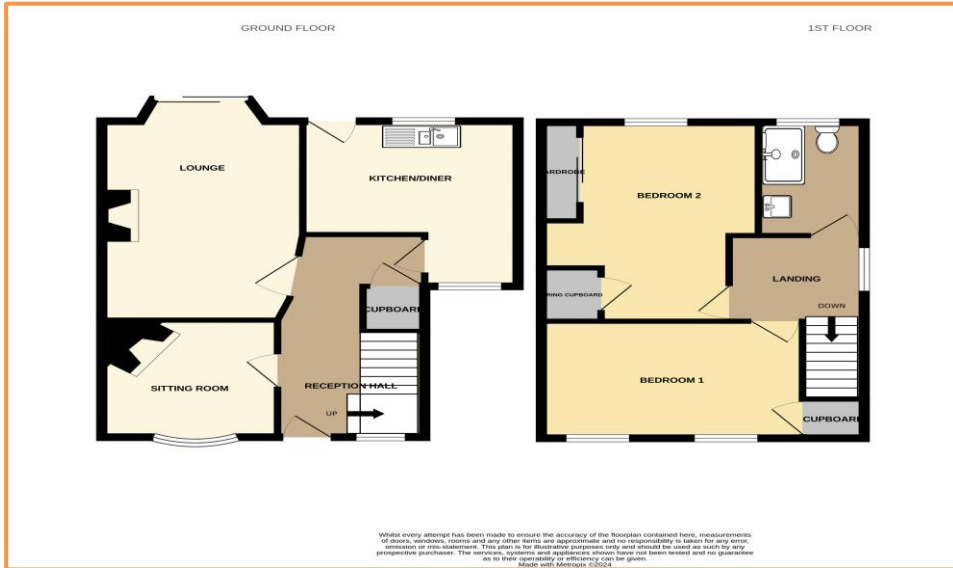 GROUND FLOOR
1ST FLOOR
LOUNGE
KITCHEN/DINER
CUPBOARD
SITTING ROOM
RECEPTION HALL
UP
ARDROBE
BEDROOM 2
LANDING
RING CUPBOARD
DOWN
BEDROOM 1
CUPBOARD
Whilst every attempt has been made to ensure the accuracy of the floorplan contained here, measurements
of doors, windows, rooms and any other items are approximate and no responsibility is taken for any error,
omission or mis-statement. This plan is for illustrative purposes only and should be used as such by any
prospective purchaser. The services, systems and appliances shown have not been tested and no guarantee
as to their operability or efficiency can be given.
Made with Metropix ©2024